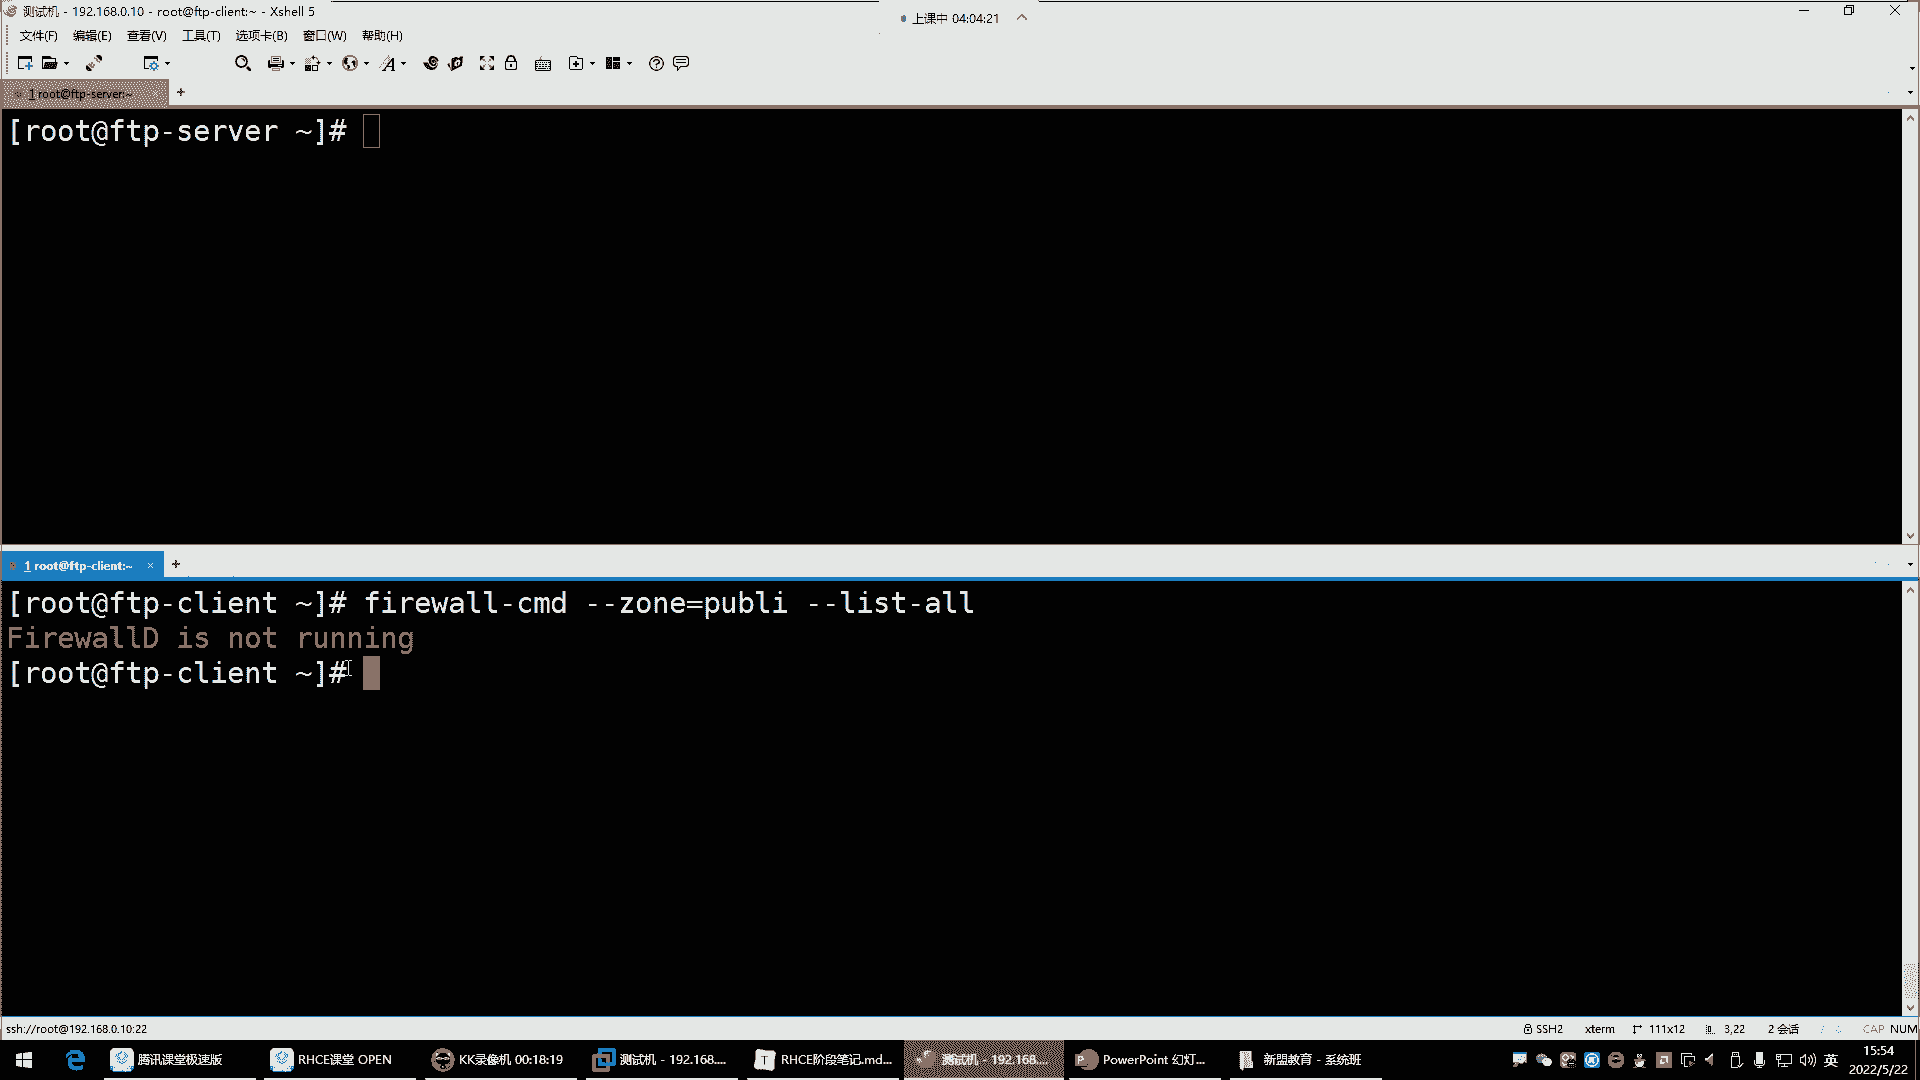 测试机 - 192.168.0.10 - root@ftp-client:~ - Xshell 5
上课中 04:04:21
文件(F) 编辑(E) 查看(V) 工具(T) 选项卡(B) 窗口(W) 帮助(H)
1 root@ftp-server:~
[root@ftp-server ~]#
1 root@ftp-client:~
[root@ftp-client ~]# firewall-cmd --zone=publi --list-all
FirewallD is not running
[root@ftp-client ~]#
ssh://root@192.168.0.10:22
SSH2 xterm 111x12 3,22 2 会话 CAP NUM
腾讯课堂极速版 RHCE课堂 OPEN KK录像机 00:18:19 测试机 - 192.168.... RHCE阶段笔记.md... 测试机 - 192.168.... PowerPoint 幻灯... 新盟教育 - 系统班 英 15:54
2022/5/22